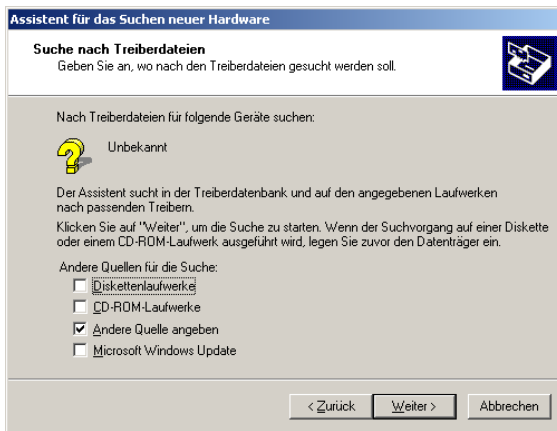 Assistent für das Suchen neuer Hardware
Suche nach Treiberdateien
Geben Sie an, wo nach den Treiberdateien gesucht werden soll.
Nach Treiberdateien für folgende Geräte suchen:
Unbekannt
Der Assistent sucht in der Treiberdatenbank und auf den angegebenen Laufwerken
nach passenden Treibern.
Klicken Sie auf "Weiter", um die Suche zu starten. Wenn der Suchvorgang auf einer Diskette
oder einem CD-ROM-Laufwerk ausgeführt wird, legen Sie zuvor den Datenträger ein.
Andere Quellen für die Suche:
Diskettenlaufwerke
CD-ROM-Laufwerke
Andere Quelle angeben
Microsoft Windows Update
< Zurück Weiter > Abbrechen